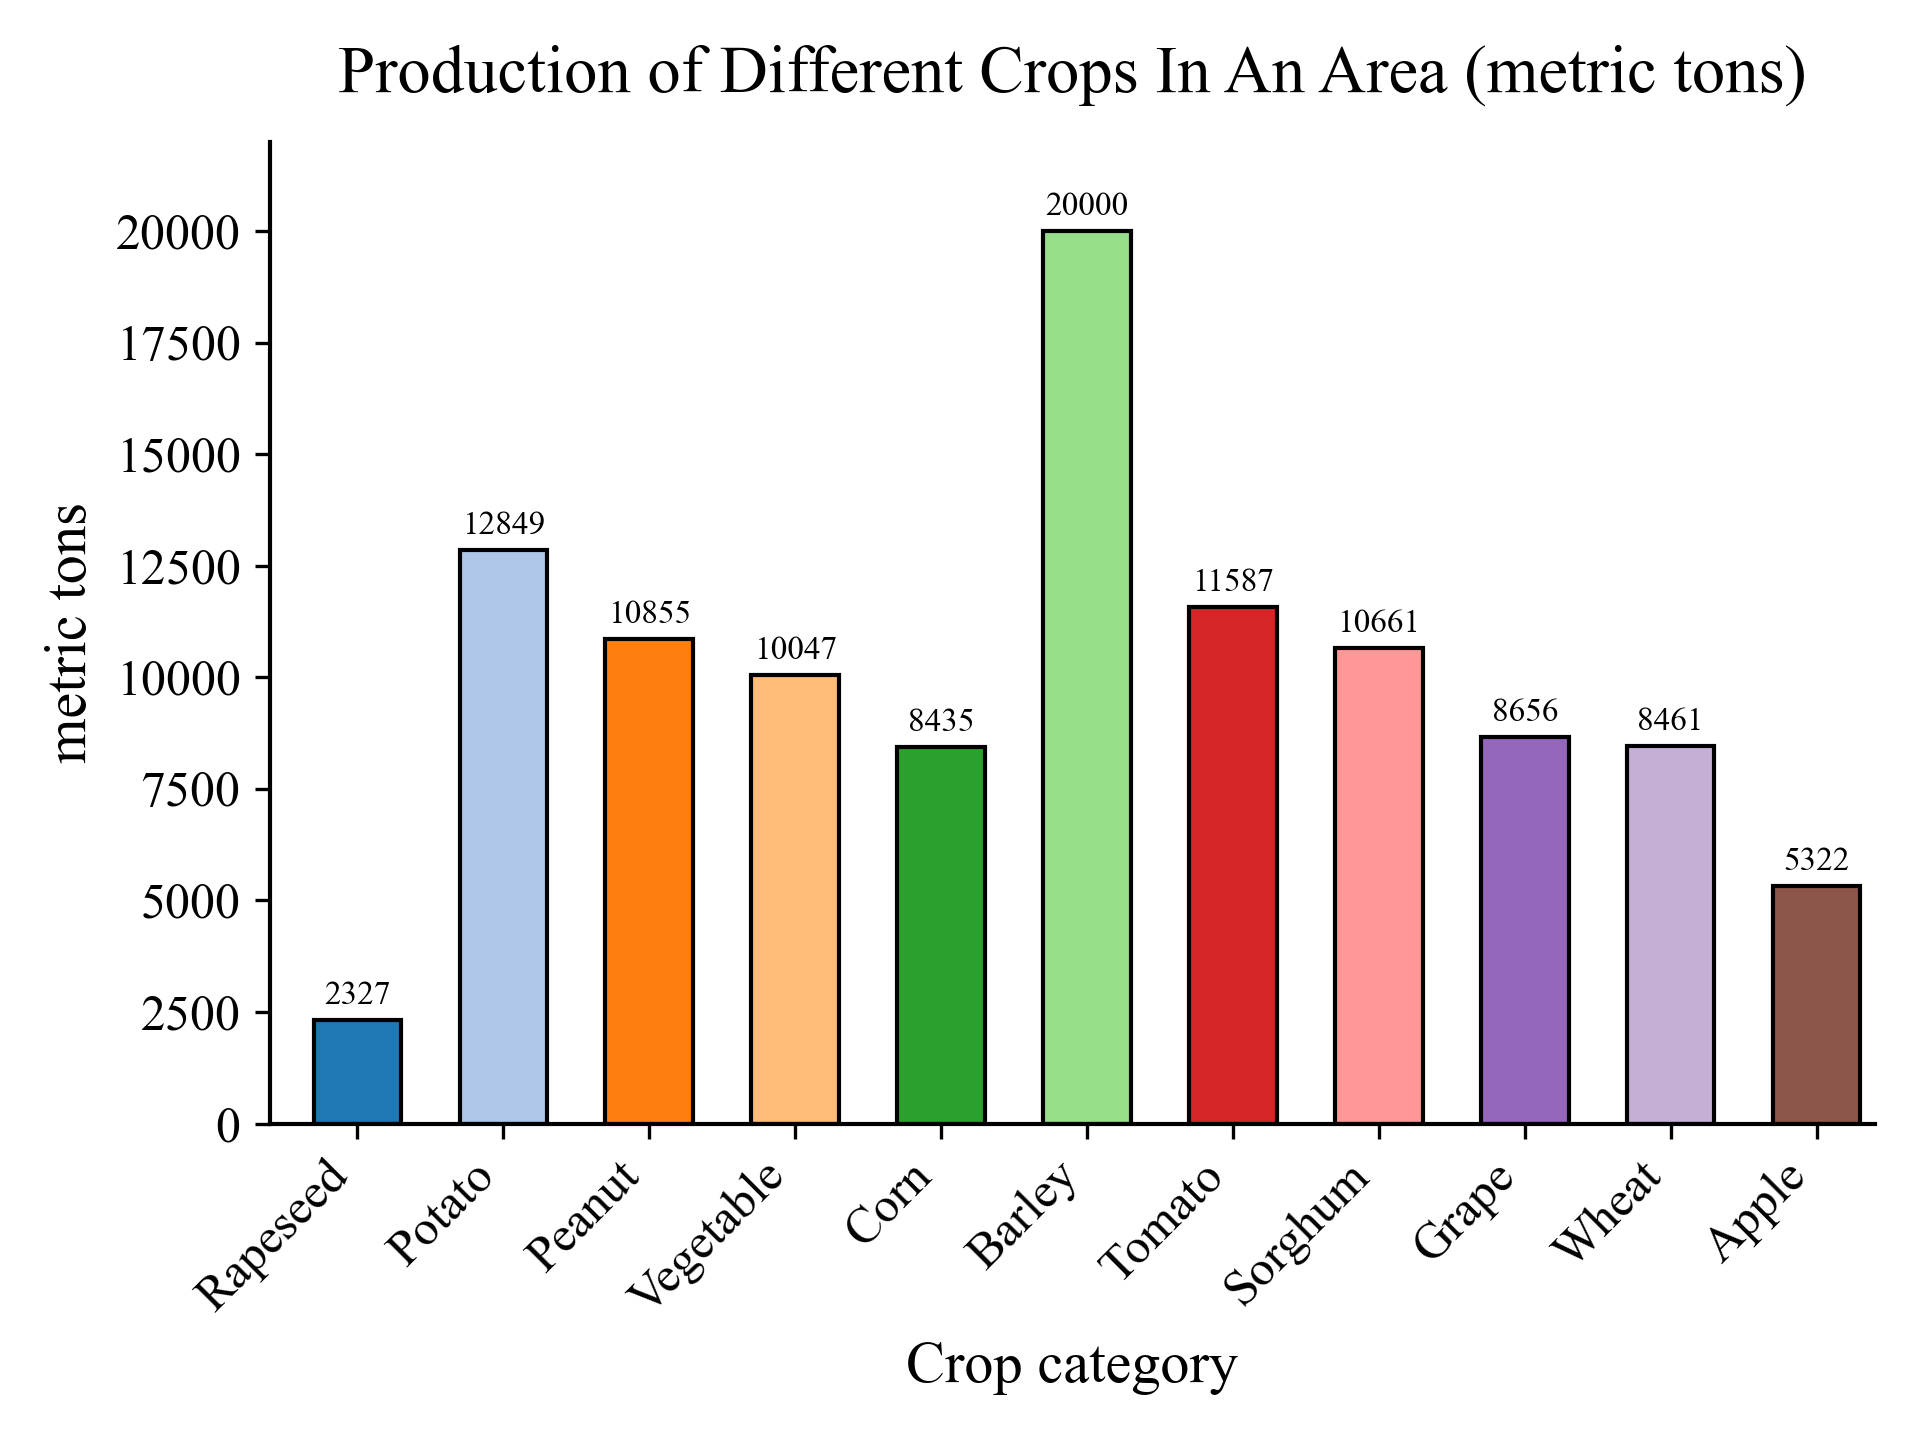 Production of Different Crops In An Area (metric tons)
metric tons
20000
17500
15000
12500
10000
7500
5000
2500
0
2327
12849
10855
10047
8435
20000
11587
10661
8656
8461
5322
Rapeseed
Potato
Peanut
Vegetable
Corn
Barley
Tomato
Sorghum
Grape
Wheat
Apple
Crop category